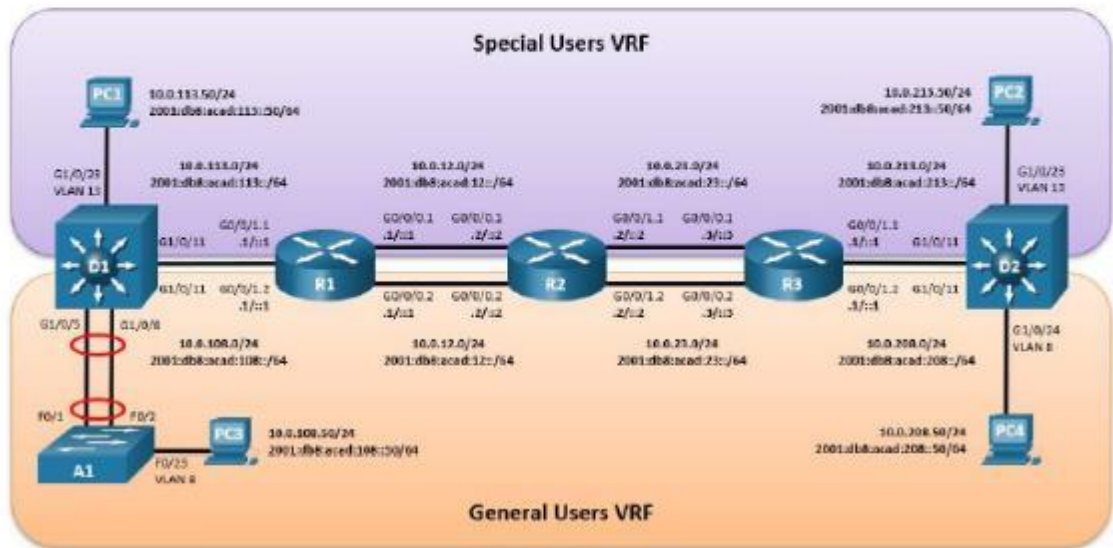 Special Users VRF
PC1
10.0.113.50/24
2001:db8:acad:113::50/64
10.0.213.50/24
2001:db8:acad:213::50/64
PC2
G1/0/23
VLAN 13
10.0.113.0/24
2001:db8:acad:113::/64
10.0.12.0/24
2001:db8:acad:12::/64
10.0.23.0/24
2001:db8:acad:23::/64
10.0.213.0/24
2001:db8:acad:213::/64
G1/0/23
VLAN 13
D1
G1/0/11
G0/0/1.1
.1/::1
R1
G0/0/0.1
.1/::1
G0/0/0.1
.2/::2
R2
G0/0/1.1
.2/::2
G0/0/0.1
.3/::3
R3
G0/0/1.1
.1/::1
G1/0/11
D2
G1/0/11
G0/0/1.2
.1/::1
G0/0/0.2
.1/::1
G0/0/0.2
.2/::2
G0/0/1.2
.2/::2
G0/0/0.2
.3/::3
G0/0/1.2
.1/::1
G1/0/11
G1/0/5
G1/0/6
10.0.108.0/24
2001:db8:acad:108::/64
10.0.12.0/24
2001:db8:acad:12::/64
10.0.23.0/24
2001:db8:acad:23::/64
10.0.208.0/24
2001:db8:acad:208::/64
G1/0/24
VLAN 8
F0/1
F0/2
A1
F0/23
VLAN 8
PC3
10.0.108.50/24
2001:db8:acad:108::50/64
10.0.208.50/24
2001:db8:acad:208::50/64
PC4
General Users VRF